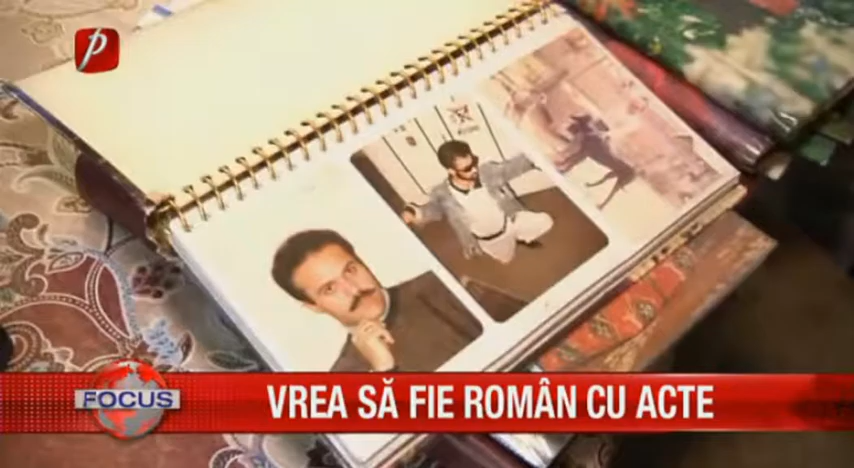 p
FOCUS
VREA SĂ FIE ROMÂN CU ACTE